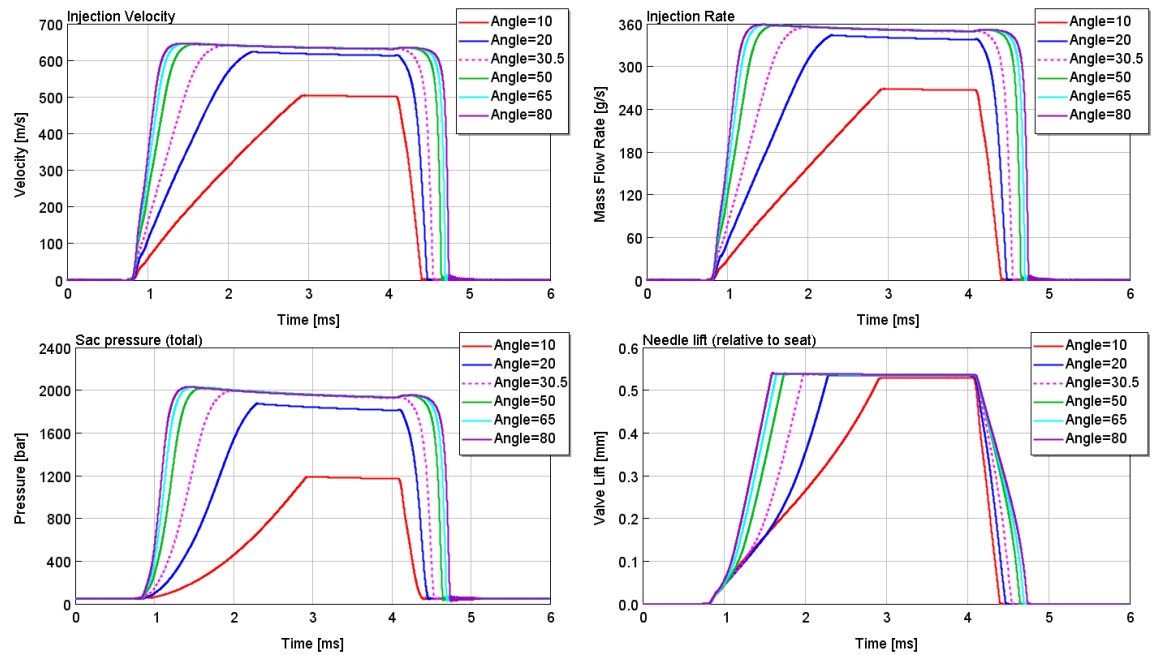 Injection Velocity
Velocity [m/s]
700
600
500
400
300
200
100
0
0 1 2 3 4 5 6
Time [ms]
Angle=10
Angle=20
Angle=30.5
Angle=50
Angle=65
Angle=80
Injection Rate
Mass Flow Rate [g/s]
360
300
240
180
120
60
0
0 1 2 3 4 5 6
Time [ms]
Angle=10
Angle=20
Angle=30.5
Angle=50
Angle=65
Angle=80
Sac pressure (total)
Pressure [bar]
2400
2000
1600
1200
800
400
0
0 1 2 3 4 5 6
Time [ms]
Angle=10
Angle=20
Angle=30.5
Angle=50
Angle=65
Angle=80
Needle lift (relative to seat)
Valve Lift [mm]
0.6
0.5
0.4
0.3
0.2
0.1
0.0
0 1 2 3 4 5 6
Time [ms]
Angle=10
Angle=20
Angle=30.5
Angle=50
Angle=65
Angle=80